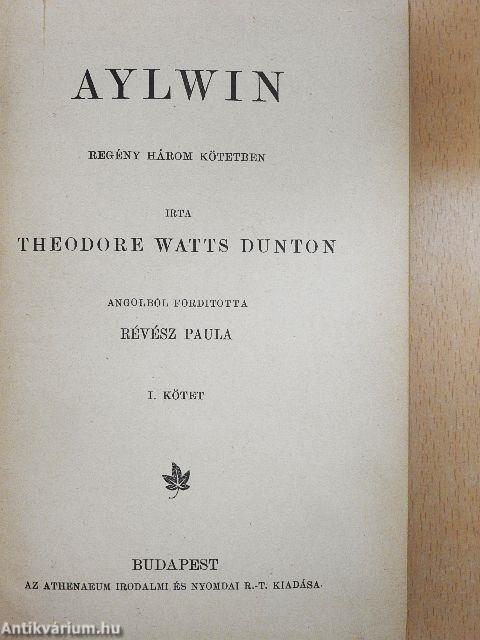 AYLWIN
REGÉNY HÁROM KÖTETBEN
IRTA
THEODORE WATTS DUNTON
ANGOLBÓL FORDITOTTA
RÉVÉSZ PAULA
I. KÖTET
BUDAPEST
AZ ATHENAEUM IRODALMI ÉS NYOMDAI R.-T. KIADÁSA.
Antikvárium.hu